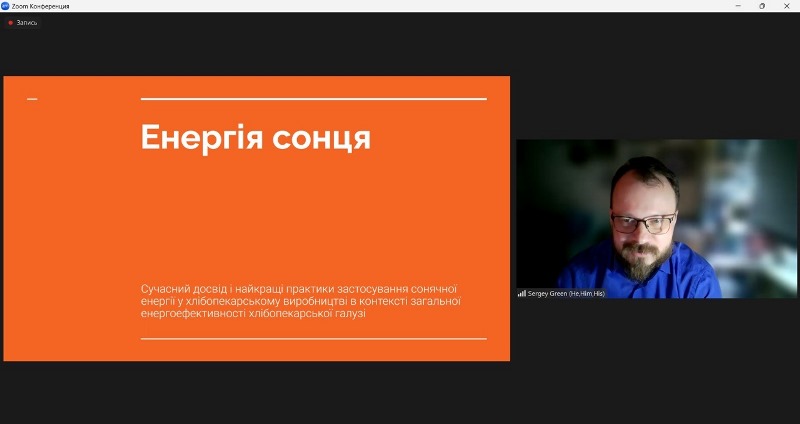 Zoom Конференция
Запись
Енергія сонця
Сучасний досвід і найкращі практики застосування сонячної
енергії у хлібопекарському виробництві в контексті загальної
енергоефективності хлібопекарської галузі
Sergey Green (He,Him,His)